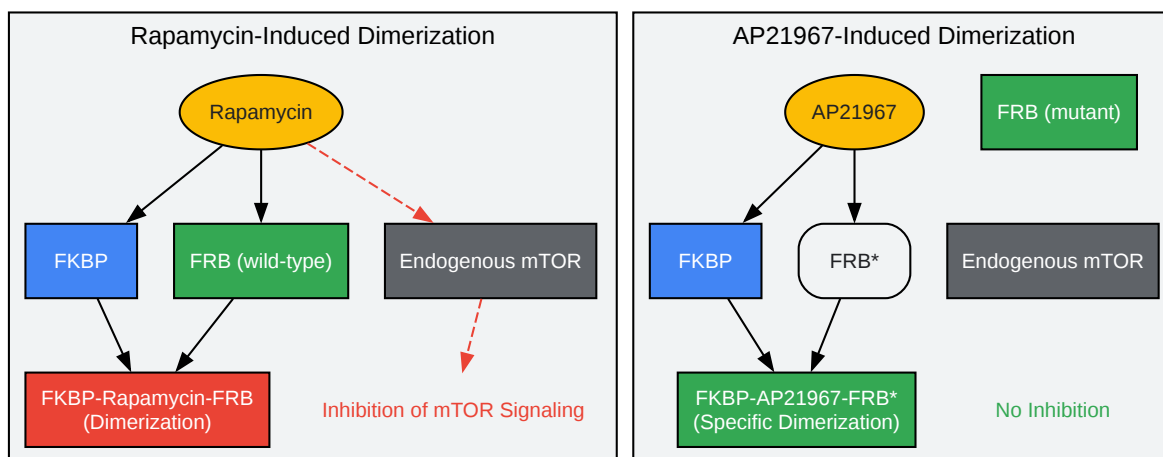 Rapamycin-Induced Dimerization
Rapamycin
FKBP
FRB (wild-type)
Endogenous mTOR
FKBP-Rapamycin-FRB
(Dimerization)
Inhibition of mTOR Signaling
AP21967-Induced Dimerization
AP21967
FRB (mutant)
FKBP
FRB*
Endogenous mTOR
FKBP-AP21967-FRB*
(Specific Dimerization)
No Inhibition